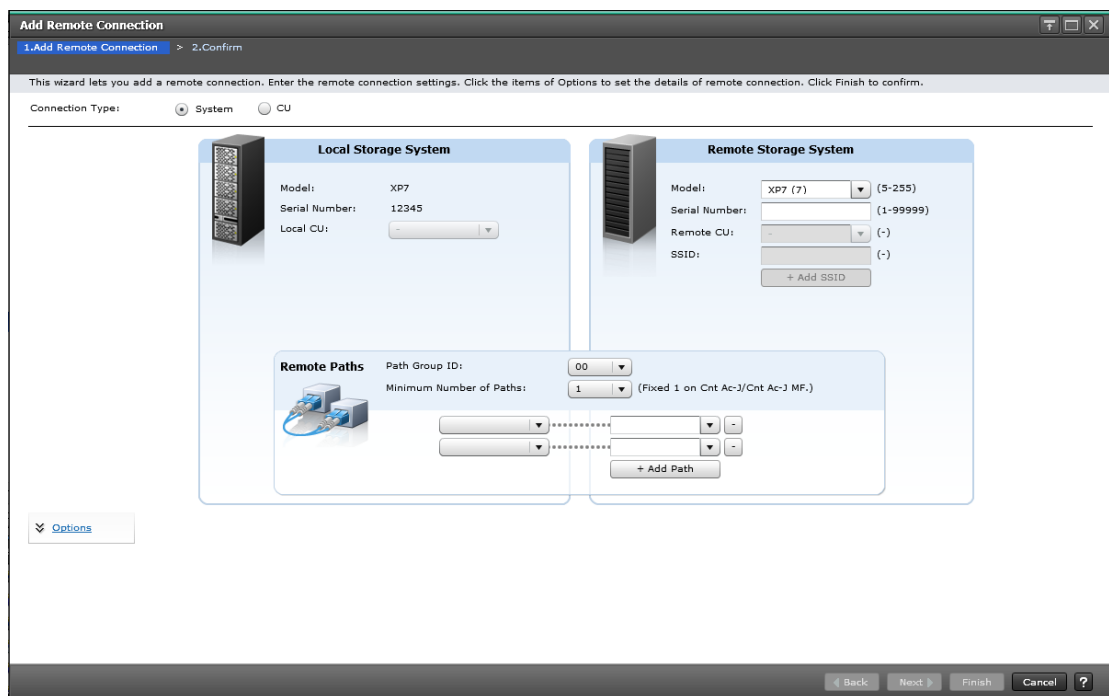 Add Remote Connection
1.Add Remote Connection > 2.Confirm
This wizard lets you add a remote connection. Enter the remote connection settings. Click the items of Options to set the details of remote connection. Click Finish to confirm.
Connection Type: System CU
Local Storage System
Model: XP7
Serial Number: 12345
Local CU: -
Remote Storage System
Model: XP7 (7) (5-255)
Serial Number: (1-99999)
Remote CU: - (-)
SSID: (-)
+ Add SSID
Remote Paths
Path Group ID: 00
Minimum Number of Paths: 1 (Fixed 1 on Cnt Ac-J/Cnt Ac-J MF.)
-
-
+ Add Path
Options
Back Next Finish Cancel ?